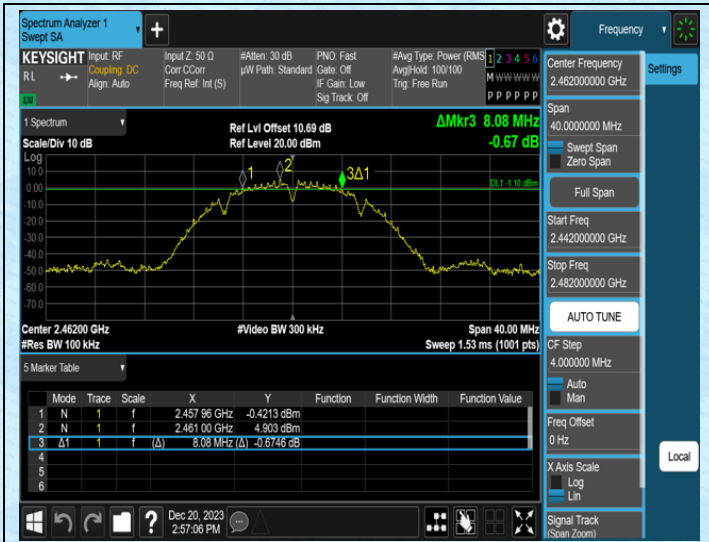 Spectrum Analyzer 1
Swept SA
Frequency
KEYSIGHT
RL
LXI
Input: RF
Coupling: DC
Align: Auto
Input Z: 50 Ω
Corr CCorr
Freq Ref: Int (S)
#Atten: 30 dB
µW Path: Standard
PNO: Fast
Gate: Off
IF Gain: Low
Sig Track: Off
#Avg Type: Power (RMS
Avg|Hold: 100/100
Trig: Free Run
1 2 3 4 5 6
M W W W W W
P P P P P P
1 Spectrum
Scale/Div 10 dB
Ref Lvl Offset 10.69 dB
Ref Level 20.00 dBm
ΔMkr3 8.08 MHz
-0.67 dB
Log
10.0
0.00
-10.0
-20.0
-30.0
-40.0
-50.0
-60.0
-70.0
1
2
3Δ1
DL1 -1.10 dBm
Center 2.46200 GHz
#Video BW 300 kHz
Span 40.00 MHz
#Res BW 100 kHz
Sweep 1.53 ms (1001 pts)
5 Marker Table
Mode Trace Scale X Y Function Function Width Function Value
1 N 1 f 2.457 96 GHz -0.4213 dBm
2 N 1 f 2.461 00 GHz 4.903 dBm
3 Δ1 1 f (Δ) 8.08 MHz (Δ) -0.6746 dB
4
5
6
Dec 20, 2023
2:57:06 PM
Center Frequency
2.462000000 GHz
Settings
Span
40.0000000 MHz
Swept Span
Zero Span
Full Span
Start Freq
2.442000000 GHz
Stop Freq
2.482000000 GHz
AUTO TUNE
CF Step
4.000000 MHz
Auto
Man
Freq Offset
0 Hz
X Axis Scale
Log
Lin
Local
Signal Track
(Span Zoom)